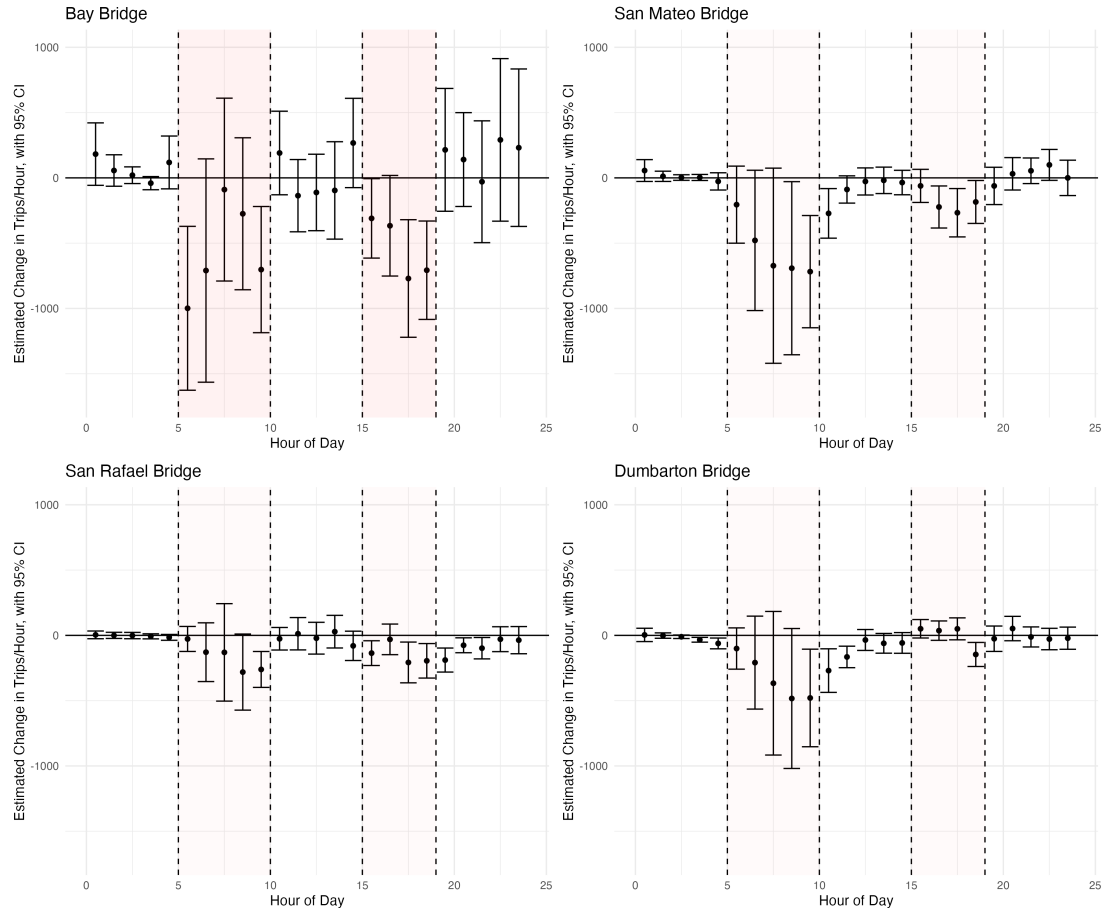 Bay Bridge
Estimated Change in Trips/Hour, with 95% CI
1000
0
-1000
0 5 10 15 20 25
Hour of Day
San Mateo Bridge
Estimated Change in Trips/Hour, with 95% CI
1000
0
-1000
0 5 10 15 20 25
Hour of Day
San Rafael Bridge
Estimated Change in Trips/Hour, with 95% CI
1000
0
-1000
0 5 10 15 20 25
Hour of Day
Dumbarton Bridge
Estimated Change in Trips/Hour, with 95% CI
1000
0
-1000
0 5 10 15 20 25
Hour of Day